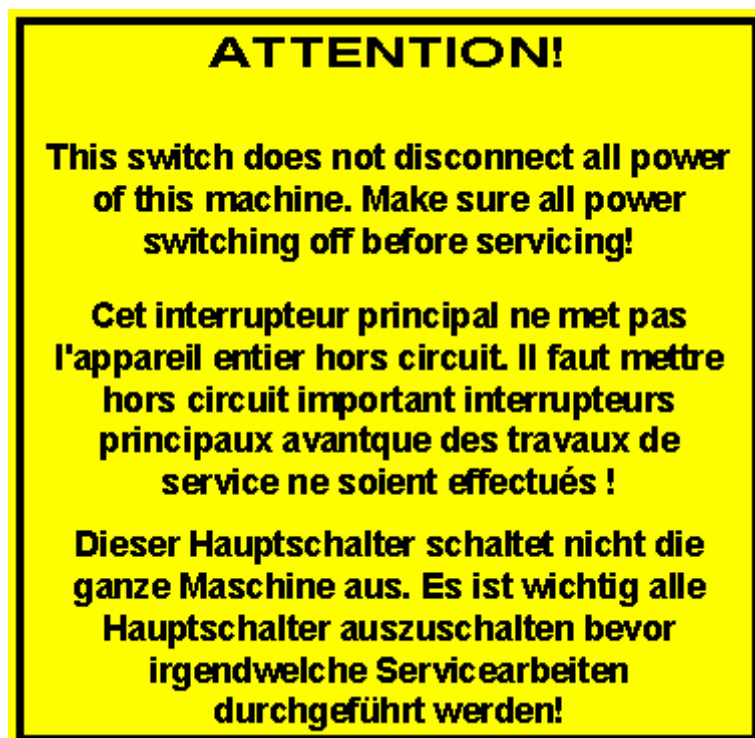 ATTENTION!
This switch does not disconnect all power
of this machine. Make sure all power
switching off before servicing!
Cet interrupteur principal ne met pas
l'appareil entier hors circuit. Il faut mettre
hors circuit important interrupteurs
principaux avantque des travaux de
service ne soient effectués !
Dieser Hauptschalter schaltet nicht die
ganze Maschine aus. Es ist wichtig alle
Hauptschalter auszuschalten bevor
irgendwelche Servicearbeiten
durchgeführt werden!